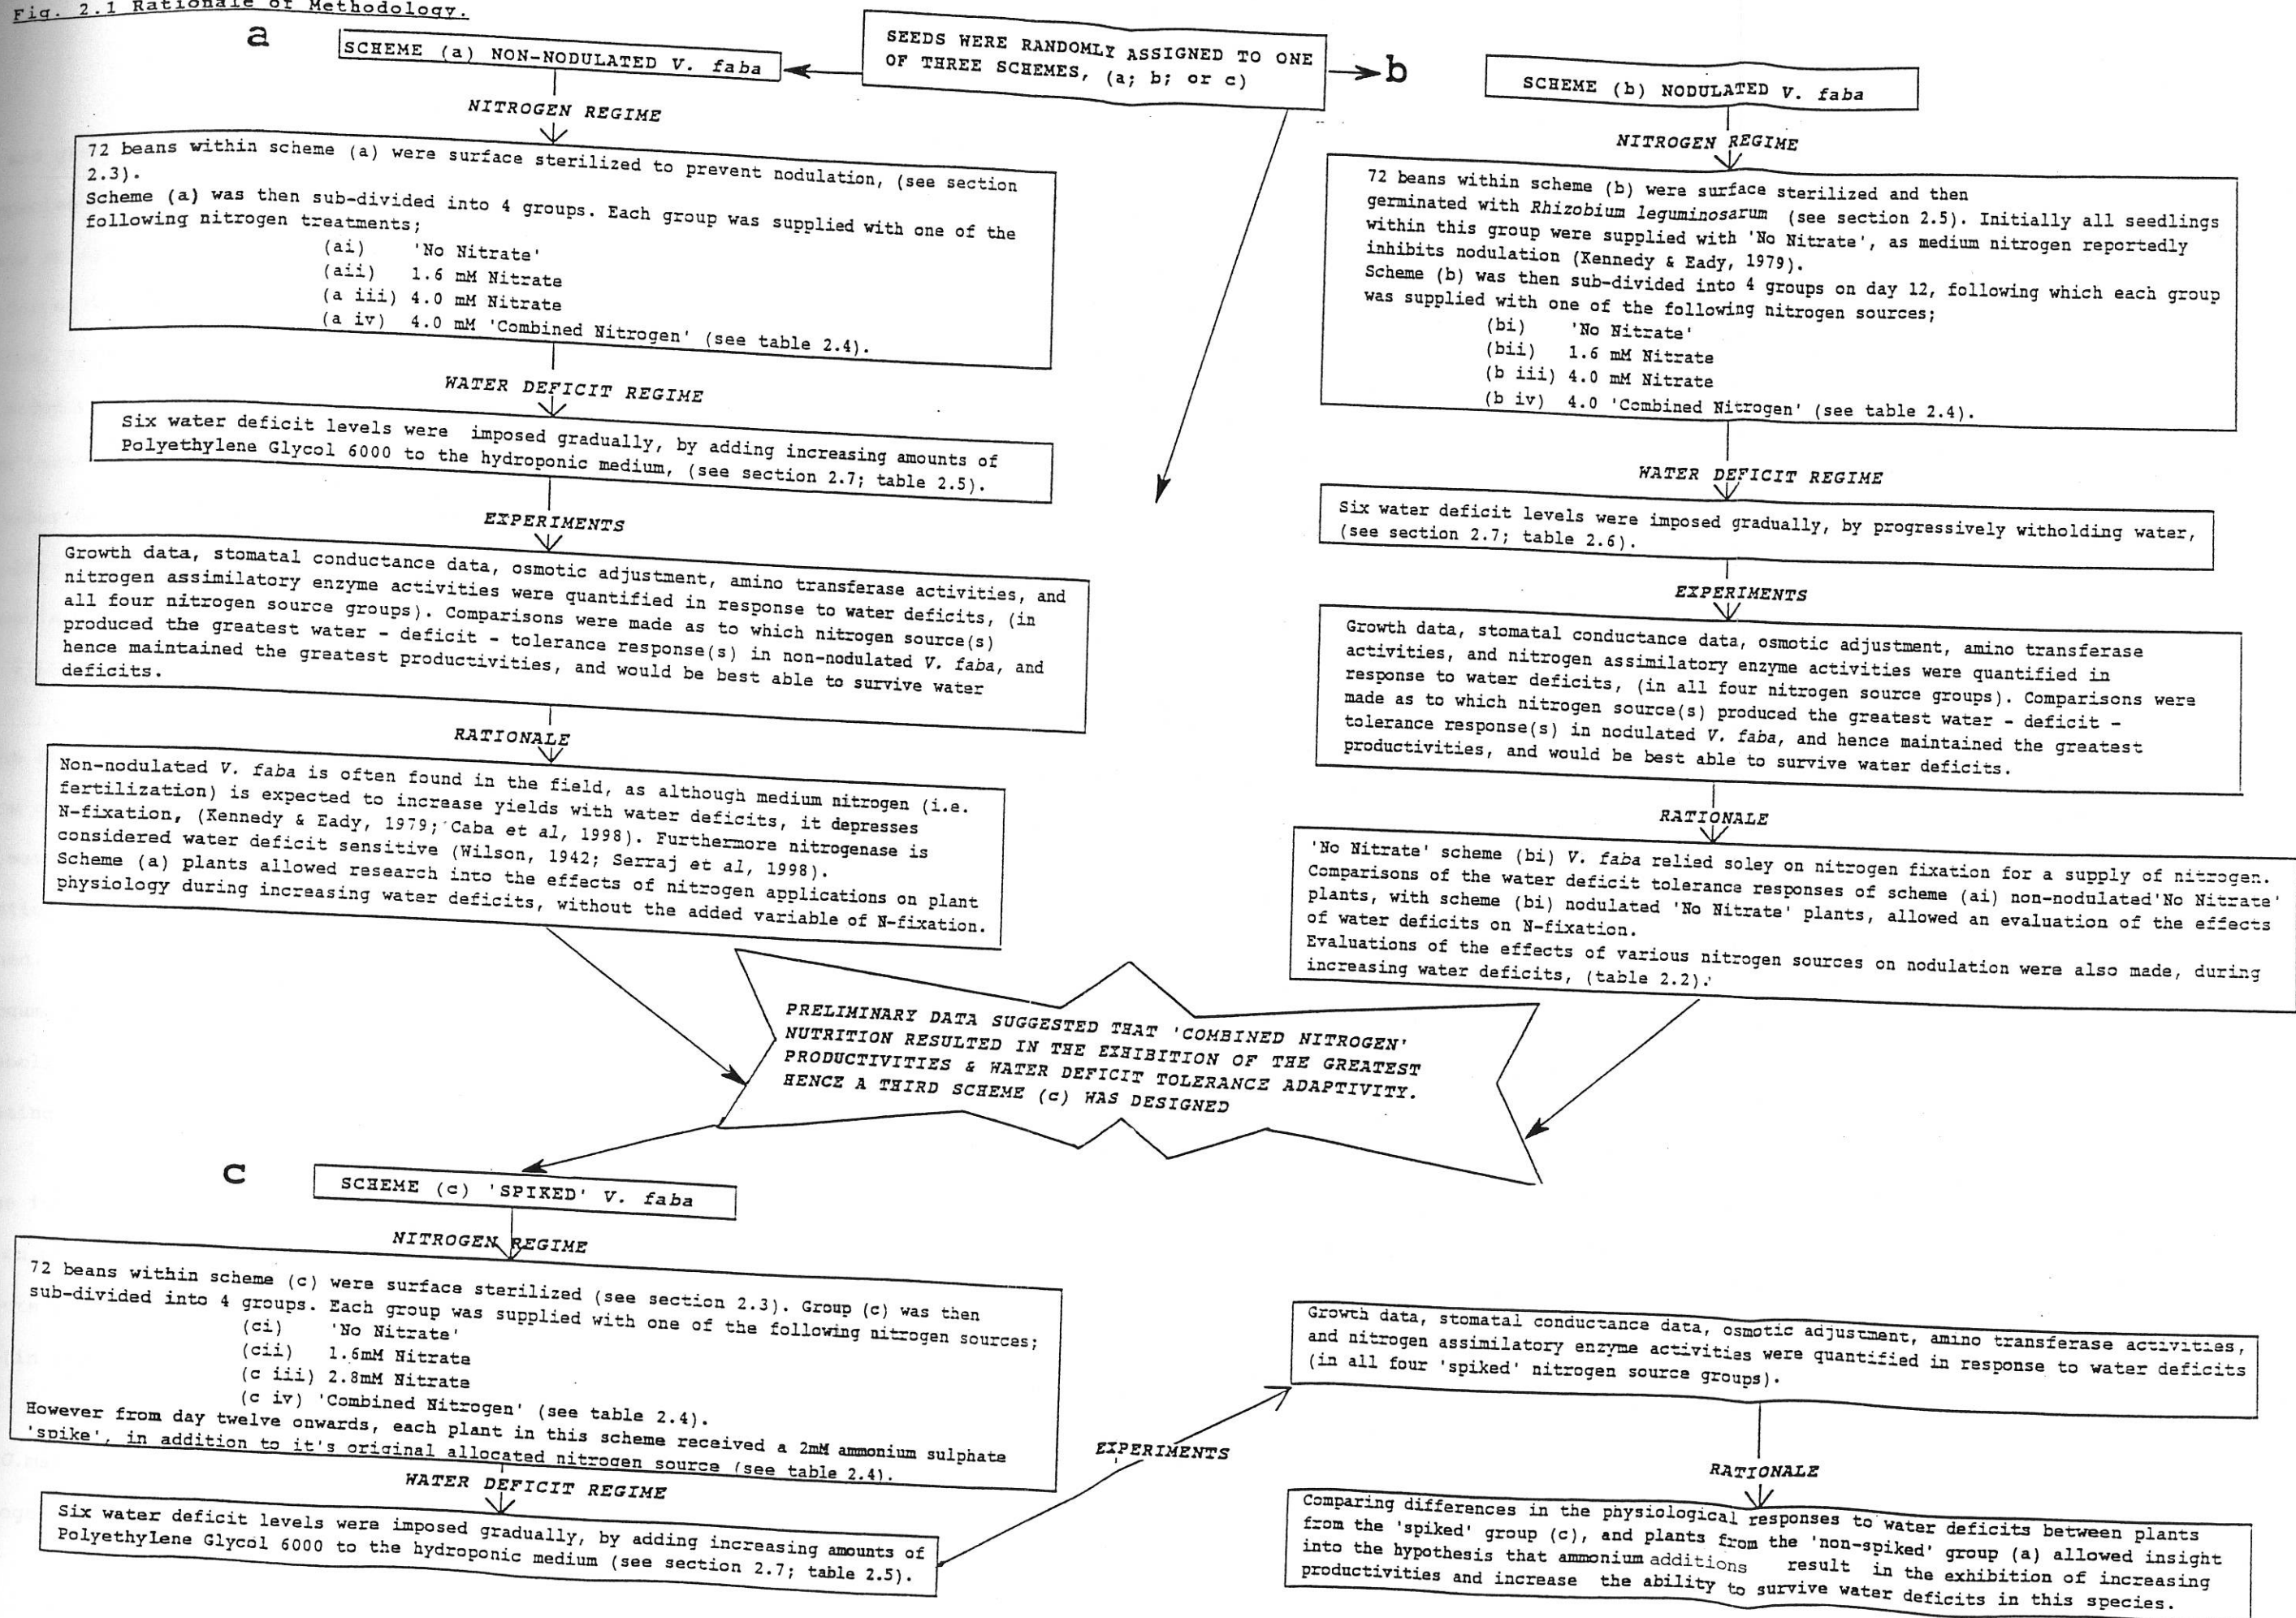 Fig. 2.1 Rationale of Methodology.
a
SCHEME (a) NON-NODULATED V. faba
SEEDS WERE RANDOMLY ASSIGNED TO ONE
OF THREE SCHEMES, (a; b; or c)
b
SCHEME (b) NODULATED V. faba
NITROGEN REGIME
72 beans within scheme (a) were surface sterilized to prevent nodulation, (see section
2.3).
Scheme (a) was then sub-divided into 4 groups. Each group was supplied with one of the
following nitrogen treatments;
(ai) 'No Nitrate'
(aii) 1.6 mM Nitrate
(a iii) 4.0 mM Nitrate
(a iv) 4.0 mM 'Combined Nitrogen' (see table 2.4).
WATER DEFICIT REGIME
Six water deficit levels were imposed gradually, by adding increasing amounts of
Polyethylene Glycol 6000 to the hydroponic medium, (see section 2.7; table 2.5).
EXPERIMENTS
Growth data, stomatal conductance data, osmotic adjustment, amino transferase activities, and
nitrogen assimilatory enzyme activities were quantified in response to water deficits, (in
all four nitrogen source groups). Comparisons were made as to which nitrogen source(s)
produced the greatest water - deficit - tolerance response(s) in non-nodulated V. faba, and
hence maintained the greatest productivities, and would be best able to survive water
deficits.
RATIONALE
Non-nodulated V. faba is often found in the field, as although medium nitrogen (i.e.
fertilization) is expected to increase yields with water deficits, it depresses
N-fixation, (Kennedy & Eady, 1979; Caba et al, 1998). Furthermore nitrogenase is
considered water deficit sensitive (Wilson, 1942; Serraj et al, 1998).
Scheme (a) plants allowed research into the effects of nitrogen applications on plant
physiology during increasing water deficits, without the added variable of N-fixation.
NITROGEN REGIME
72 beans within scheme (b) were surface sterilized and then
germinated with Rhizobium leguminosarum (see section 2.5). Initially all seedlings
within this group were supplied with 'No Nitrate', as medium nitrogen reportedly
inhibits nodulation (Kennedy & Eady, 1979).
Scheme (b) was then sub-divided into 4 groups on day 12, following which each group
was supplied with one of the following nitrogen sources;
(bi) 'No Nitrate'
(bii) 1.6 mM Nitrate
(b iii) 4.0 mM Nitrate
(b iv) 4.0 'Combined Nitrogen' (see table 2.4).
WATER DEFICIT REGIME
Six water deficit levels were imposed gradually, by progressively witholding water,
(see section 2.7; table 2.6).
EXPERIMENTS
Growth data, stomatal conductance data, osmotic adjustment, amino transferase
activities, and nitrogen assimilatory enzyme activities were quantified in
response to water deficits, (in all four nitrogen source groups). Comparisons were
made as to which nitrogen source(s) produced the greatest water - deficit -
tolerance response(s) in nodulated V. faba, and hence maintained the greatest
productivities, and would be best able to survive water deficits.
RATIONALE
'No Nitrate' scheme (bi) V. faba relied soley on nitrogen fixation for a supply of nitrogen.
Comparisons of the water deficit tolerance responses of scheme (ai) non-nodulated'No Nitrate'
plants, with scheme (bi) nodulated 'No Nitrate' plants, allowed an evaluation of the effects
of water deficits on N-fixation.
Evaluations of the effects of various nitrogen sources on nodulation were also made, during
increasing water deficits, (table 2.2).
PRELIMINARY DATA SUGGESTED THAT 'COMBINED NITROGEN'
NUTRITION RESULTED IN THE EXHIBITION OF THE GREATEST
PRODUCTIVITIES & WATER DEFICIT TOLERANCE ADAPTIVITY.
HENCE A THIRD SCHEME (c) WAS DESIGNED
c
SCHEME (c) 'SPIKED' V. faba
NITROGEN REGIME
72 beans within scheme (c) were surface sterilized (see section 2.3). Group (c) was then
sub-divided into 4 groups. Each group was supplied with one of the following nitrogen sources;
(ci) 'No Nitrate'
(cii) 1.6mM Nitrate
(c iii) 2.8mM Nitrate
(c iv) 'Combined Nitrogen' (see table 2.4).
However from day twelve onwards, each plant in this scheme received a 2mM ammonium sulphate
'spike', in addition to it's original allocated nitrogen source (see table 2.4).
WATER DEFICIT REGIME
Six water deficit levels were imposed gradually, by adding increasing amounts of
Polyethylene Glycol 6000 to the hydroponic medium (see section 2.7; table 2.5).
EXPERIMENTS
Growth data, stomatal conductance data, osmotic adjustment, amino transferase activities,
and nitrogen assimilatory enzyme activities were quantified in response to water deficits
(in all four 'spiked' nitrogen source groups).
RATIONALE
Comparing differences in the physiological responses to water deficits between plants
from the 'spiked' group (c), and plants from the 'non-spiked' group (a) allowed insight
into the hypothesis that ammonium additions result in the exhibition of increasing
productivities and increase the ability to survive water deficits in this species.